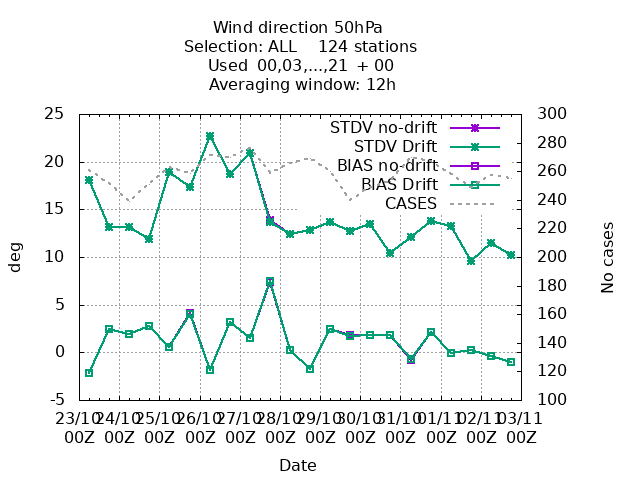 Wind direction 50hPa
Selection: ALL    124 stations
Used  00,03,...,21  + 00
Averaging window: 12h
25
20
15
10
5
0
-5
deg
300
280
260
240
220
200
180
160
140
120
100
No cases
STDV no-drift
STDV Drift
BIAS no-drift
BIAS Drift
CASES
23/10 24/10 25/10 26/10 27/10 28/10 29/10 30/10 31/10 01/11 02/11 03/11
00Z 00Z 00Z 00Z 00Z 00Z 00Z 00Z 00Z 00Z 00Z 00Z
Date